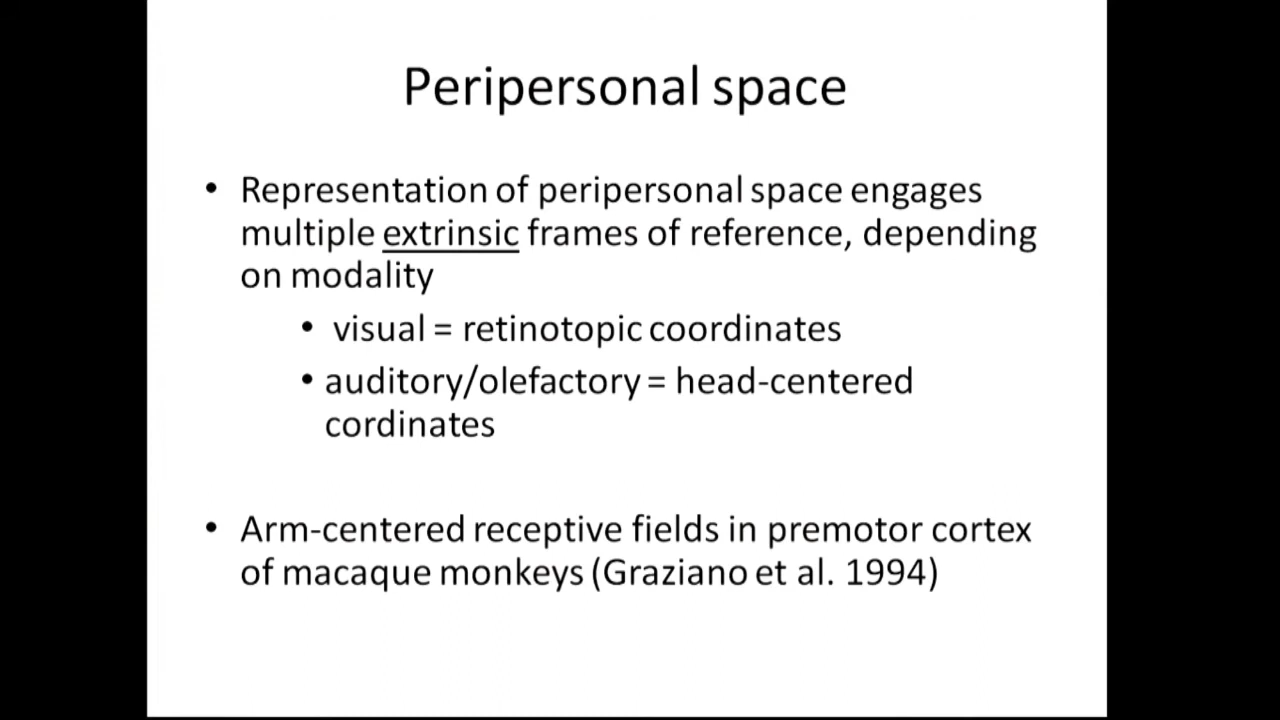 Peripersonal space
• Representation of peripersonal space engages
multiple extrinsic frames of reference, depending
on modality
• visual = retinotopic coordinates
• auditory/olefactory = head-centered
cordinates
• Arm-centered receptive fields in premotor cortex
of macaque monkeys (Graziano et al. 1994)